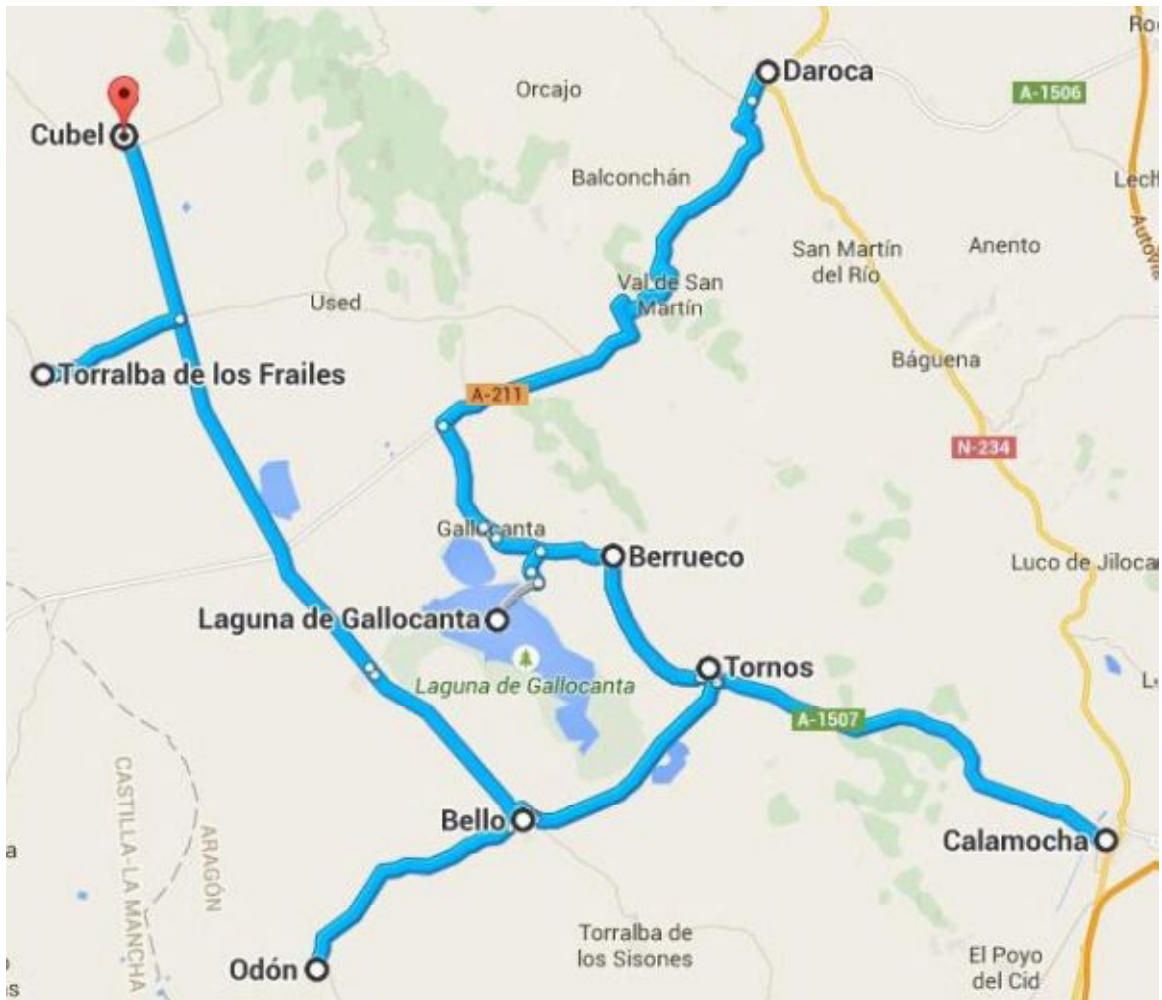 Daroca
Orcajo
A-1506
Cubel
Balconchán
San Martín
del Río
Anento
Val de San
Martín
Used
Báguena
Torralba de los Frailes
A-211
N-234
Gallocanta
Berrueco
Luco de Jiloca
Laguna de Gallocanta
Tornos
Laguna de Gallocanta
A-1507
CASTILLA-LA MANCHA
ARAGÓN
Bello
Calamocha
Torralba de
los Sisones
Odón
El Poyo
del Cid